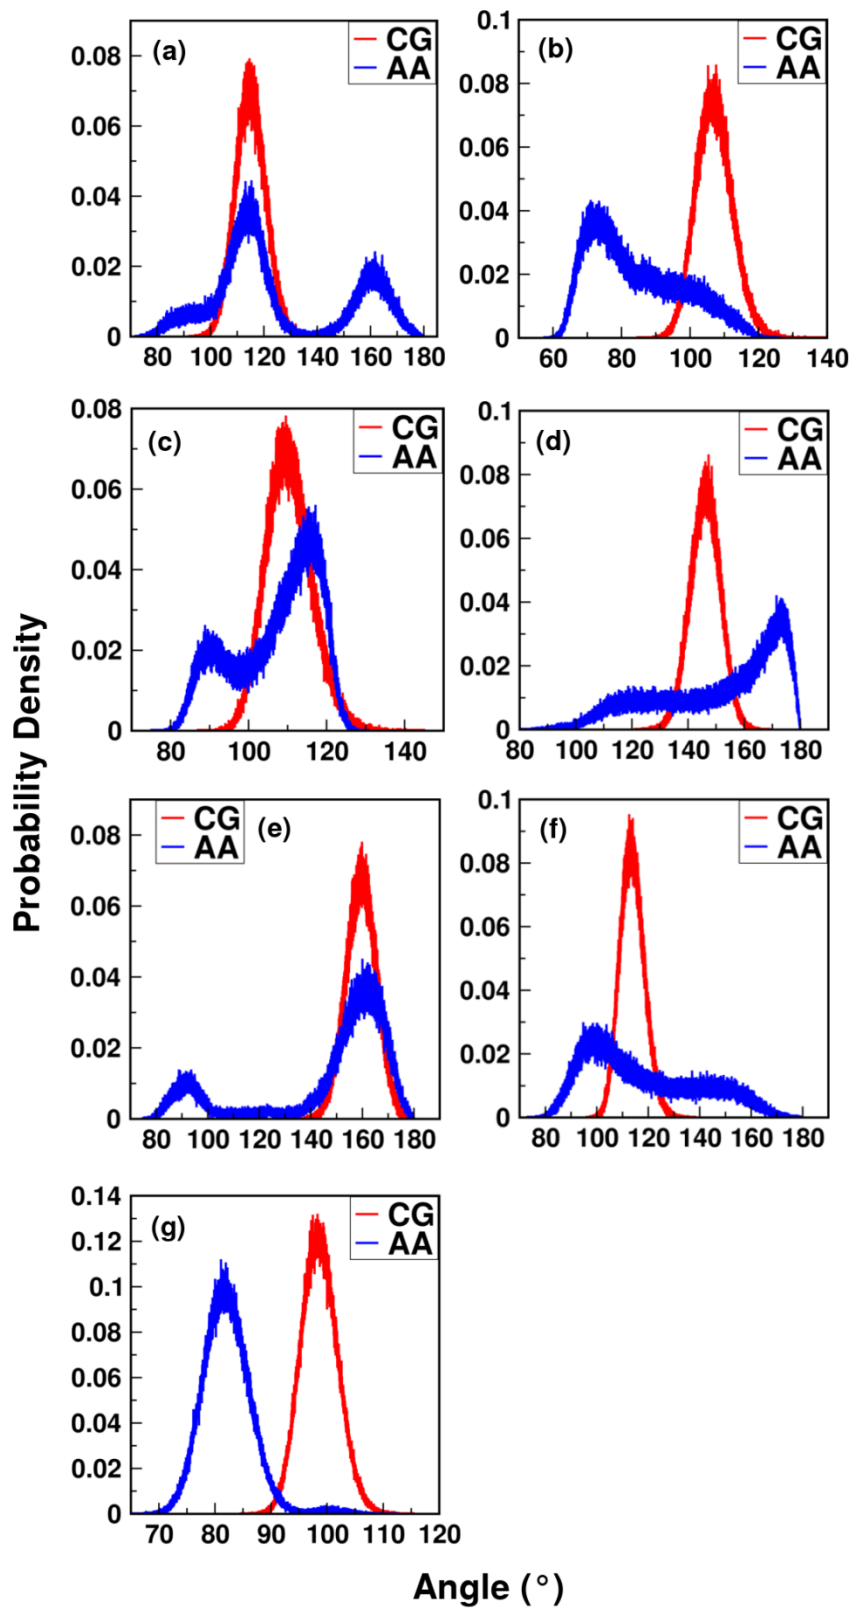 (a)
CG
AA
0.08
0.06
0.04
0.02
0
80 100 120 140 160 180
(b)
CG
AA
0.1
0.08
0.06
0.04
0.02
0
60 80 100 120 140
(c)
CG
AA
0.08
0.06
0.04
0.02
0
80 100 120 140
(d)
CG
AA
0.1
0.08
0.06
0.04
0.02
0
80 100 120 140 160 180
Probability Density
(e)
CG
AA
0.08
0.06
0.04
0.02
0
80 100 120 140 160 180
(f)
CG
AA
0.1
0.08
0.06
0.04
0.02
0
80 100 120 140 160 180
(g)
CG
AA
0.14
0.12
0.1
0.08
0.06
0.04
0.02
0
70 80 90 100 110 120
Angle (°)